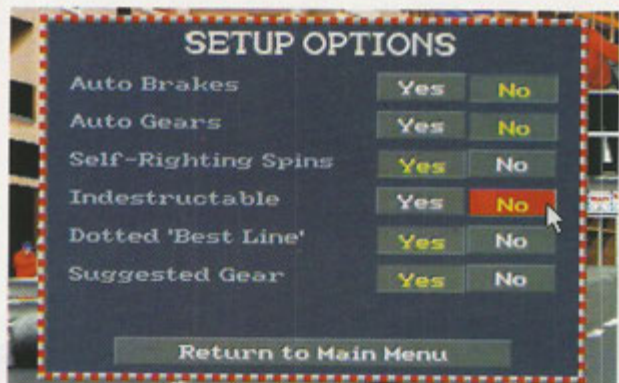 SETUP OPTIONS
Auto Brakes Yes No
Auto Gears Yes No
Self-Righting Spins Yes No
Indestructable Yes No
Dotted 'Best Line' Yes No
Suggested Gear Yes No
Return to Main Menu